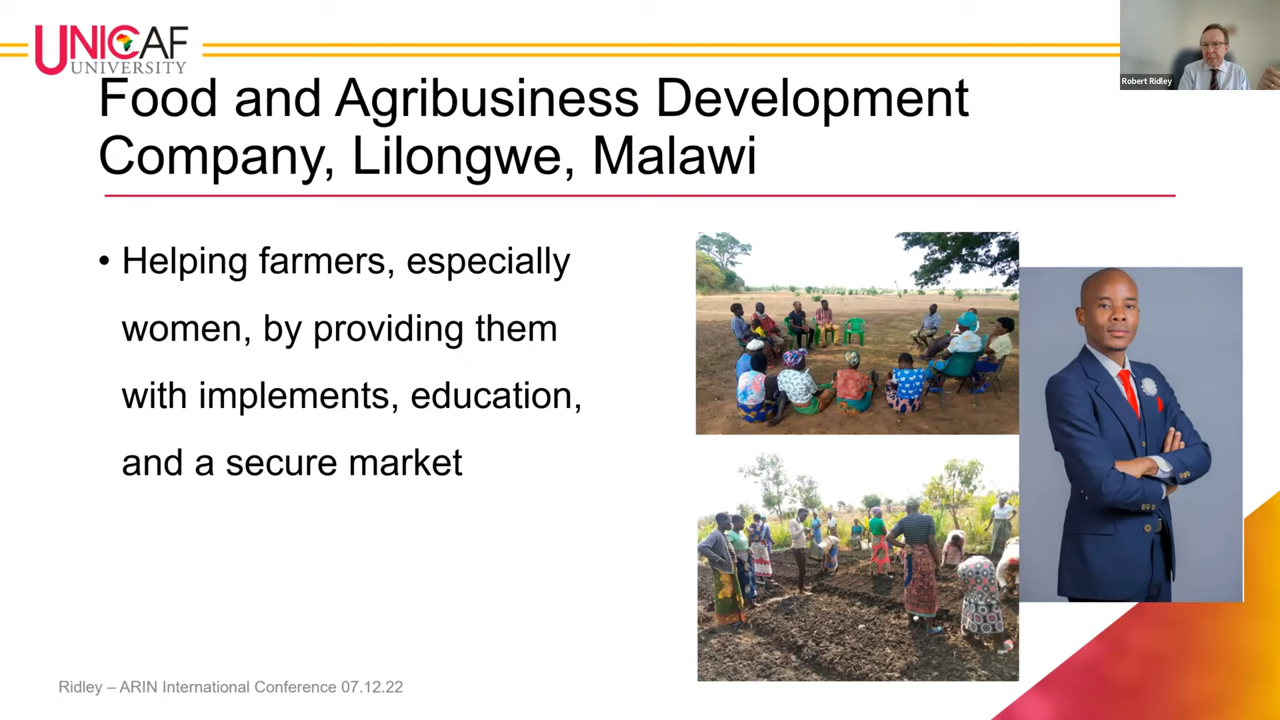 UNICAF
UNIVERSITY
Robert Ridley
Food and Agribusiness Development
Company, Lilongwe, Malawi
• Helping farmers, especially
women, by providing them
with implements, education,
and a secure market
Ridley – ARIN International Conference 07.12.22